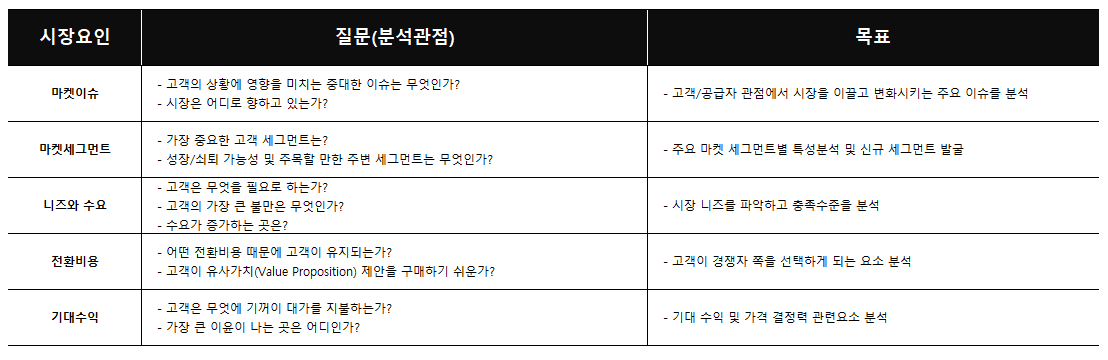 시장요인 질문(분석관점) 목표
마켓이슈
- 고객의 상황에 영향을 미치는 중대한 이슈는 무엇인가?
- 시장은 어디로 향하고 있는가?
- 고객/공급자 관점에서 시장을 이끌고 변화시키는 주요 이슈를 분석
마켓세그먼트
- 가장 중요한 고객 세그먼트는?
- 성장/쇠퇴 가능성 및 주목할 만한 주변 세그먼트는 무엇인가?
- 주요 마켓 세그먼트별 특성분석 및 신규 세그먼트 발굴
니즈와 수요
- 고객은 무엇을 필요로 하는가?
- 고객의 가장 큰 불만은 무엇인가?
- 수요가 증가하는 곳은?
- 시장 니즈를 파악하고 충족수준을 분석
전환비용
- 어떤 전환비용 때문에 고객이 유지되는가?
- 고객이 유사가치(Value Proposition) 제안을 구매하기 쉬운가?
- 고객이 경쟁자 쪽을 선택하게 되는 요소 분석
기대수익
- 고객은 무엇에 기꺼이 대가를 지불하는가?
- 가장 큰 이윤이 나는 곳은 어디인가?
- 기대 수익 및 가격 결정력 관련요소 분석